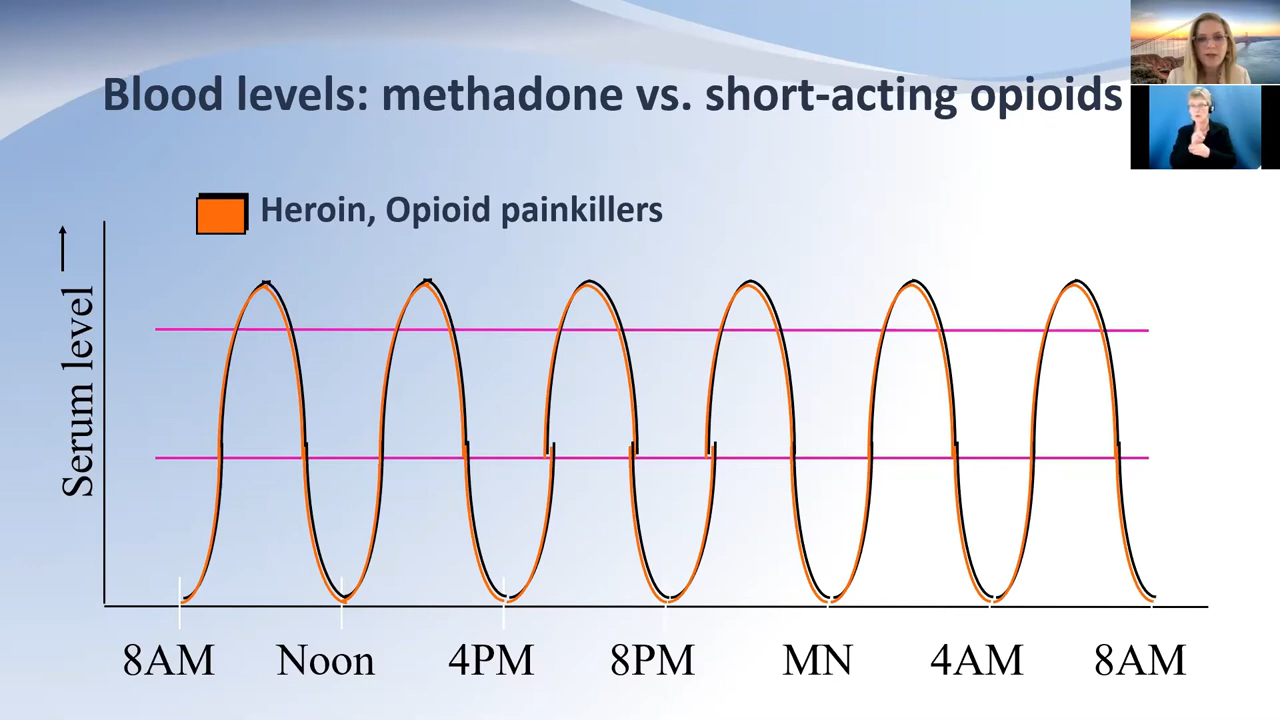 Blood levels: methadone vs. short-acting opioids
Heroin, Opioid painkillers
Serum level
8AM Noon 4PM 8PM MN 4AM 8AM